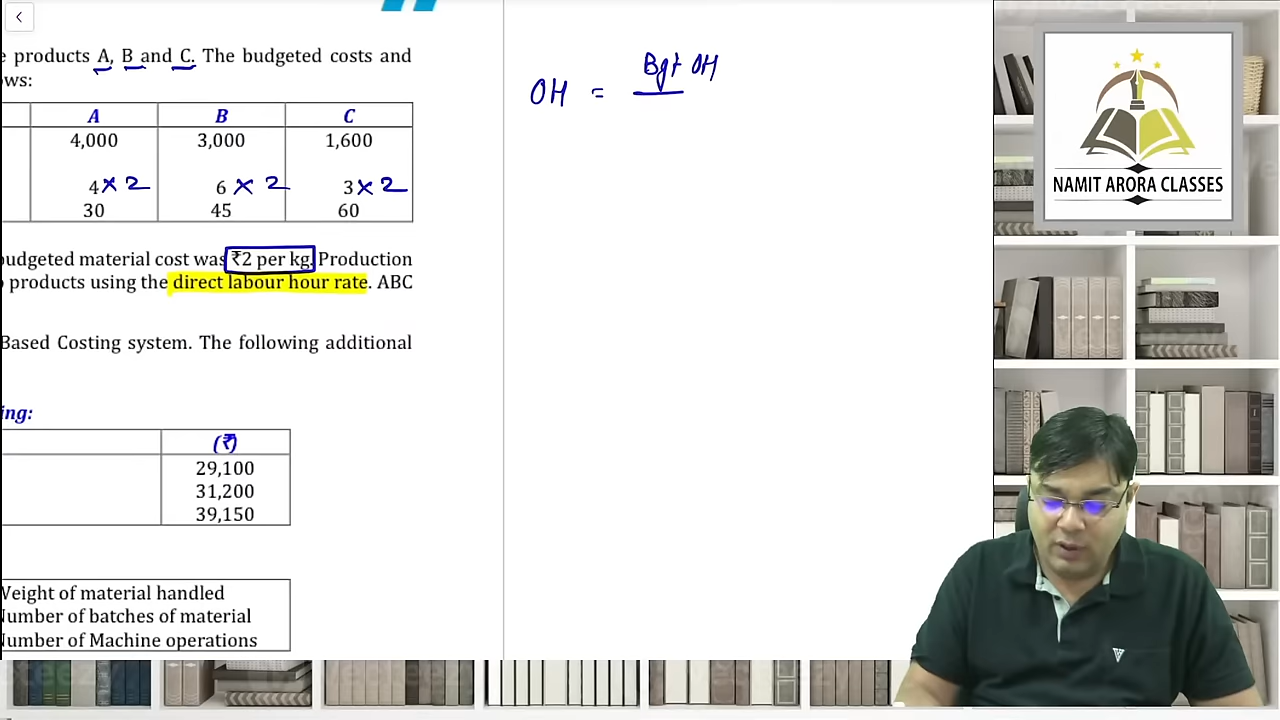 e products A, B and C. The budgeted costs and
ws:
A B C
4,000 3,000 1,600
4 × 2 6 × 2 3 × 2
30 45 60
udgeted material cost was ₹2 per kg. Production
products using the direct labour hour rate. ABC
Based Costing system. The following additional
ing:
(₹)
29,100
31,200
39,150
Weight of material handled
Number of batches of material
Number of Machine operations
Bgt OH
OH =
NAMIT ARORA CLASSES